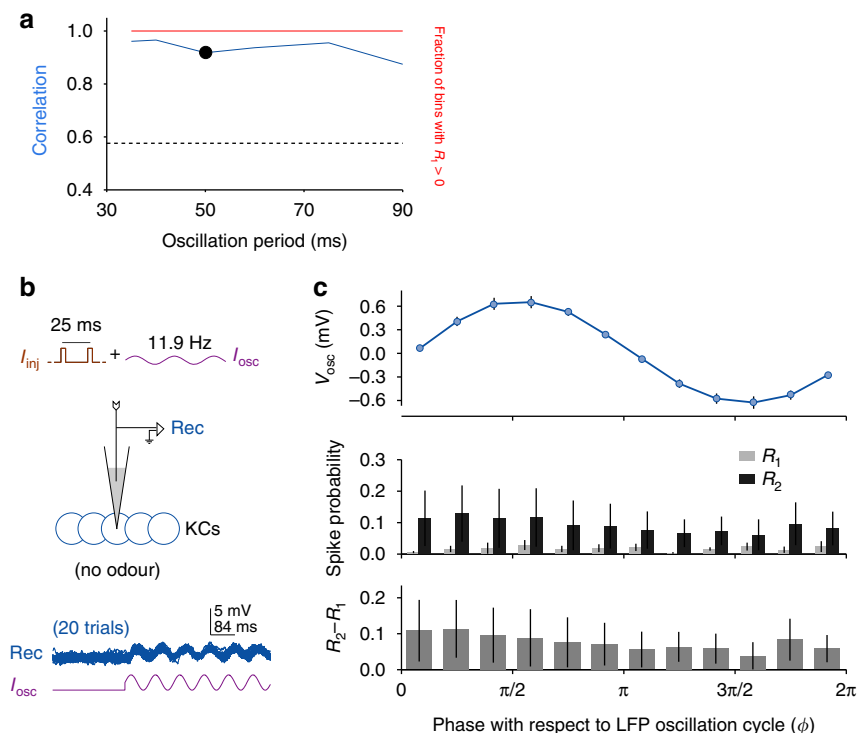 a
1.0
0.8
0.6
0.4
Correlation
30
50
70
90
Oscillation period (ms)
Fraction of bins with R1 > 0
b
25 ms
11.9 Hz
Iinj
+
Iosc
Rec
KCs
(no odour)
5 mV
84 ms
(20 trials)
Rec
Iosc
c
0.6
0.3
0.0
−0.3
−0.6
Vosc (mV)
0.3
0.2
0.1
0.0
Spike probability
R1
R2
0.2
0.1
0.0
R2–R1
0
π/2
π
3π/2
2π
Phase with respect to LFP oscillation cycle (ϕ)